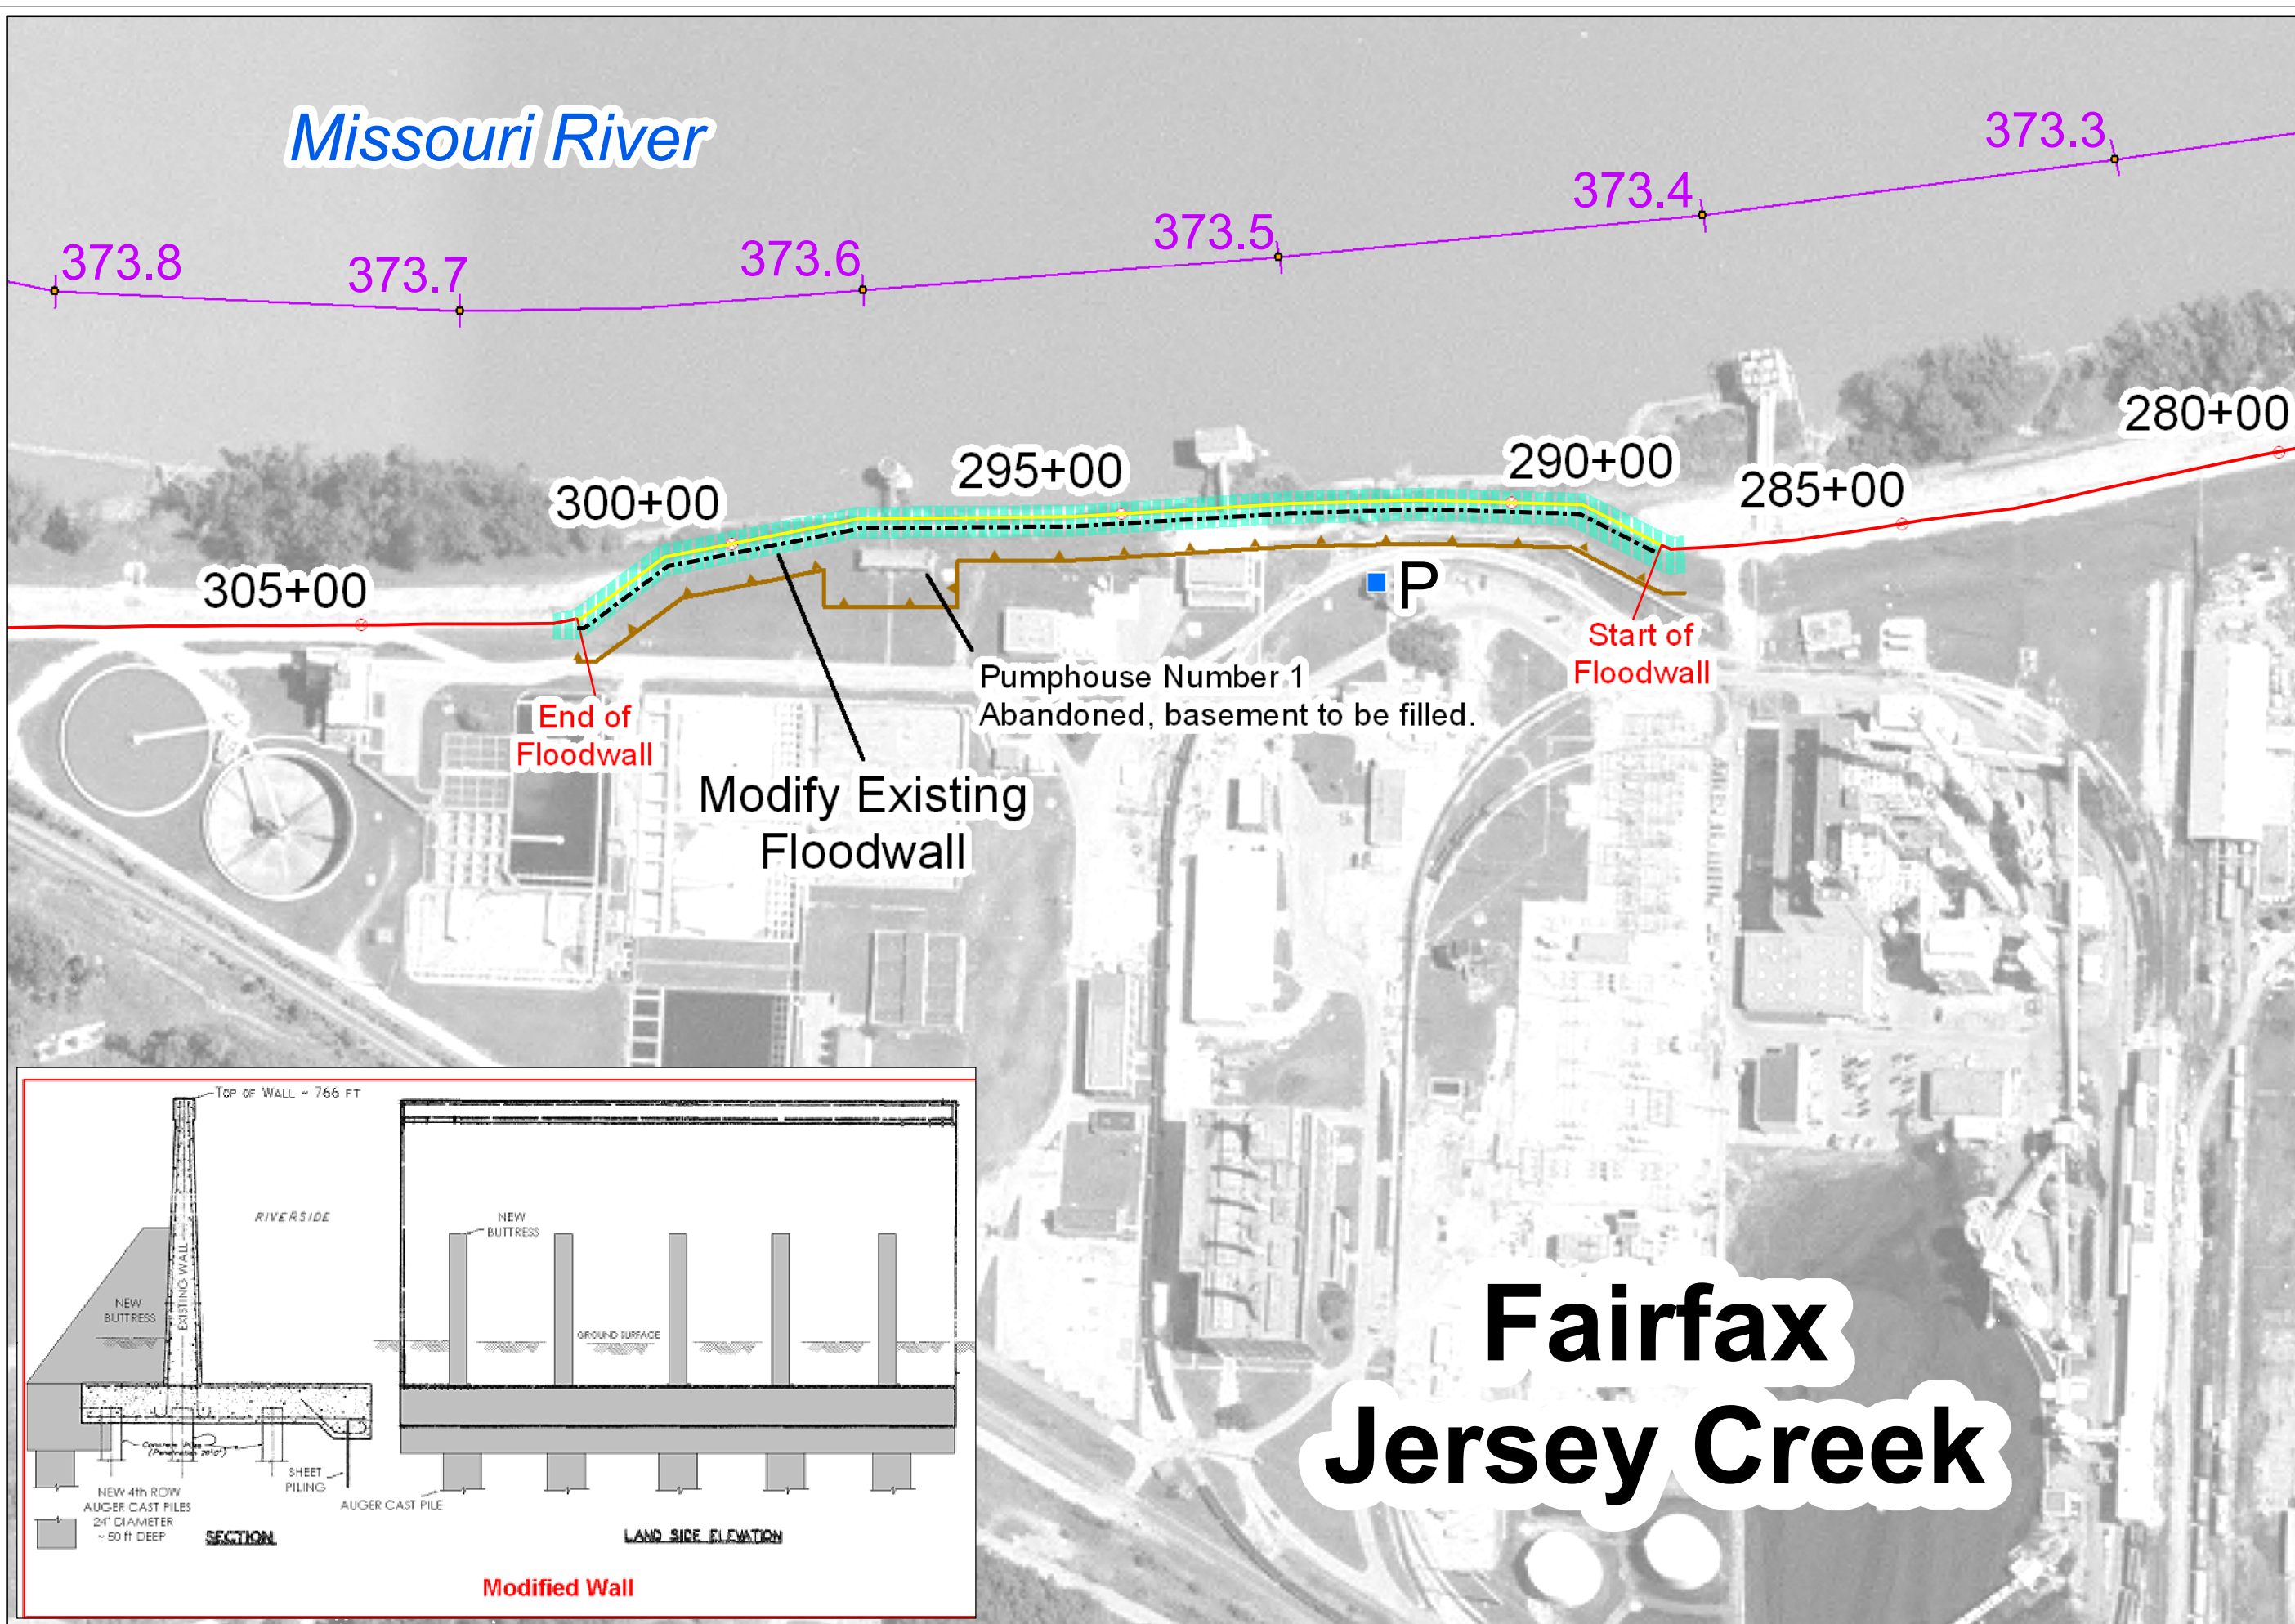 Missouri River
373.3
373.4
373.5
373.6
373.7
373.8
280+00
285+00
290+00
295+00
300+00
305+00
P
Start of
Floodwall
Pumphouse Number 1
Abandoned, basement to be filled.
End of
Floodwall
Modify Existing
Floodwall
Fairfax
Jersey Creek
TOP OF WALL ~ 766 FT
RIVERSIDE
EXISTING WALL
NEW
BUTTRESS
NEW
BUTTRESS
GROUND SURFACE
Concrete Piles
SHEET
PILING
NEW 4th ROW
AUGER CAST PILES
24" DIAMETER
~ 50 ft DEEP
AUGER CAST PILE
SECTION
LAND SIDE ELEVATION
Modified Wall